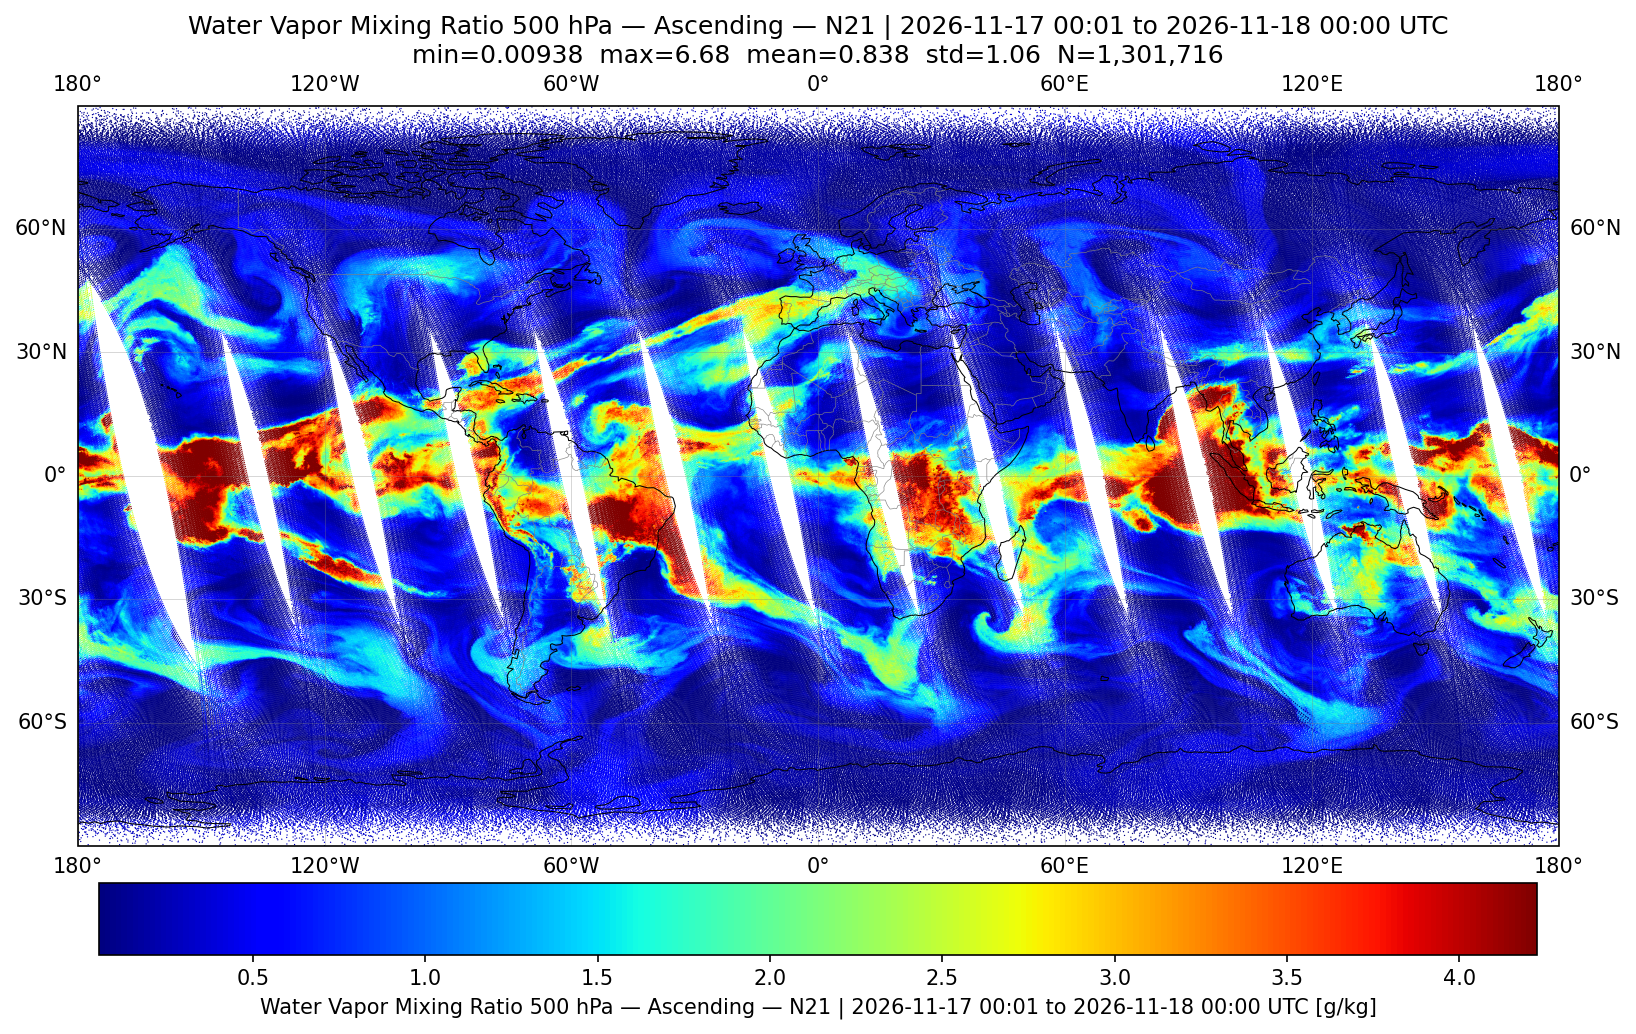 Water Vapor Mixing Ratio 500 hPa — Ascending — N21 | 2026-11-17 00:01 to 2026-11-18 00:00 UTC
min=0.00938  max=6.68  mean=0.838  std=1.06  N=1,301,716
180° 120°W 60°W 0° 60°E 120°E 180°
60°N 60°N
30°N 30°N
0° 0°
30°S 30°S
60°S 60°S
180° 120°W 60°W 0° 60°E 120°E 180°
0.5 1.0 1.5 2.0 2.5 3.0 3.5 4.0
Water Vapor Mixing Ratio 500 hPa — Ascending — N21 | 2026-11-17 00:01 to 2026-11-18 00:00 UTC [g/kg]